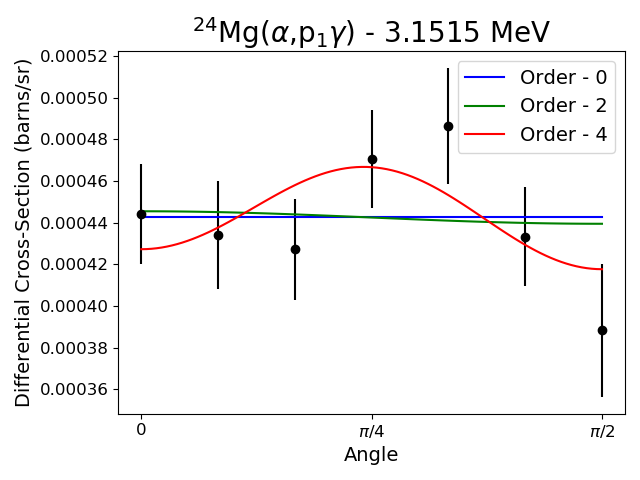 ²⁴Mg(α,p₁γ) - 3.1515 MeV
Differential Cross-Section (barns/sr)
0.00052
0.00050
0.00048
0.00046
0.00044
0.00042
0.00040
0.00038
0.00036
Order - 0
Order - 2
Order - 4
0
π/4
π/2
Angle